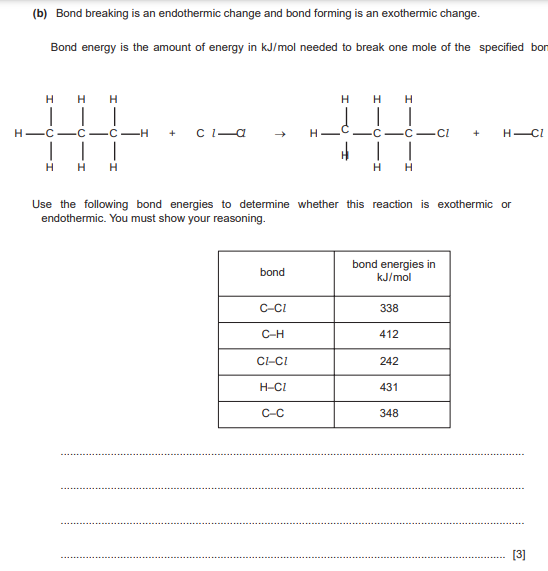 (b) Bond breaking is an endothermic change and bond forming is an exothermic change.
Bond energy is the amount of energy in kJ/mol needed to break one mole of the specified bon
H H H H H H
H—C—C—C—H + C l—Cl → H—C—C—C—Cl + H—Cl
H H H H H H
Use the following bond energies to determine whether this reaction is exothermic or
endothermic. You must show your reasoning.
bond bond energies in
kJ/mol
C–Cl 338
C–H 412
Cl–Cl 242
H–Cl 431
C–C 348
[3]